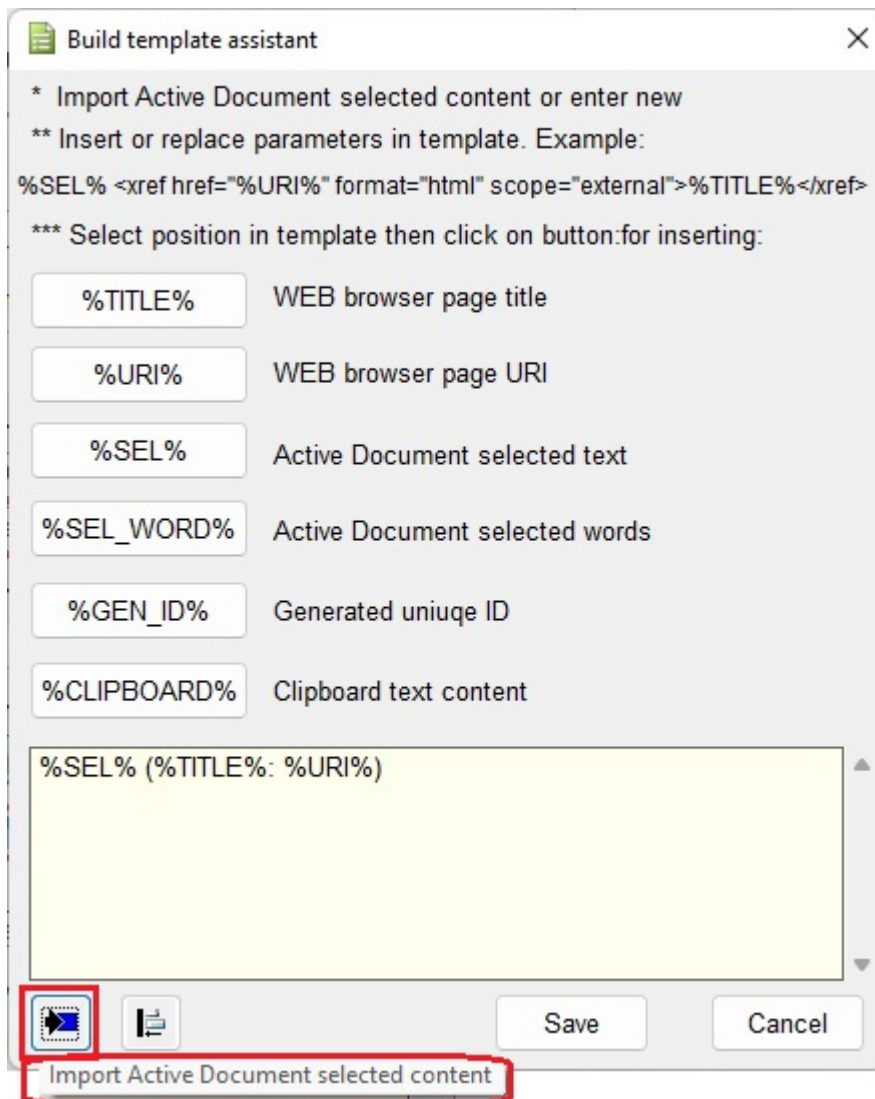 Build template assistant
* Import Active Document selected content or enter new
** Insert or replace parameters in template. Example:
%SEL% <xref href="%URI%" format="html" scope="external">%TITLE%</xref>
*** Select position in template then click on button:for inserting:
%TITLE% WEB browser page title
%URI% WEB browser page URI
%SEL% Active Document selected text
%SEL_WORD% Active Document selected words
%GEN_ID% Generated uniuqe ID
%CLIPBOARD% Clipboard text content
%SEL% (%TITLE%: %URI%)
Save Cancel
Import Active Document selected content